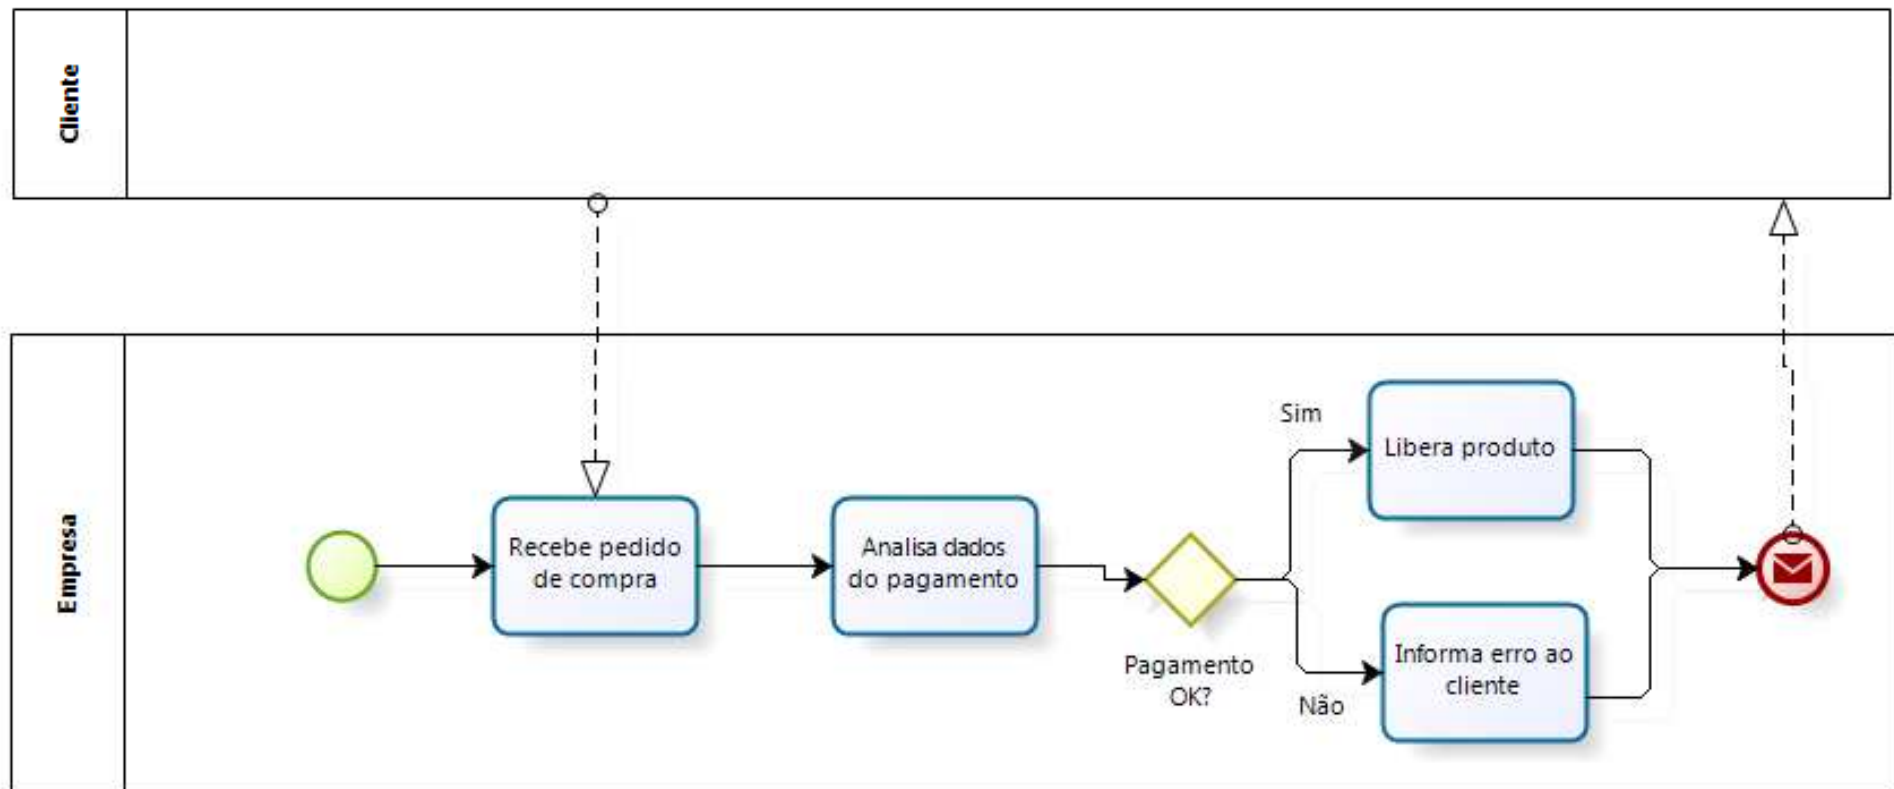 Cliente
Empresa
Recebe pedido
de compra
Analisa dados
do pagamento
Pagamento
OK?
Sim
Não
Libera produto
Informa erro ao
cliente